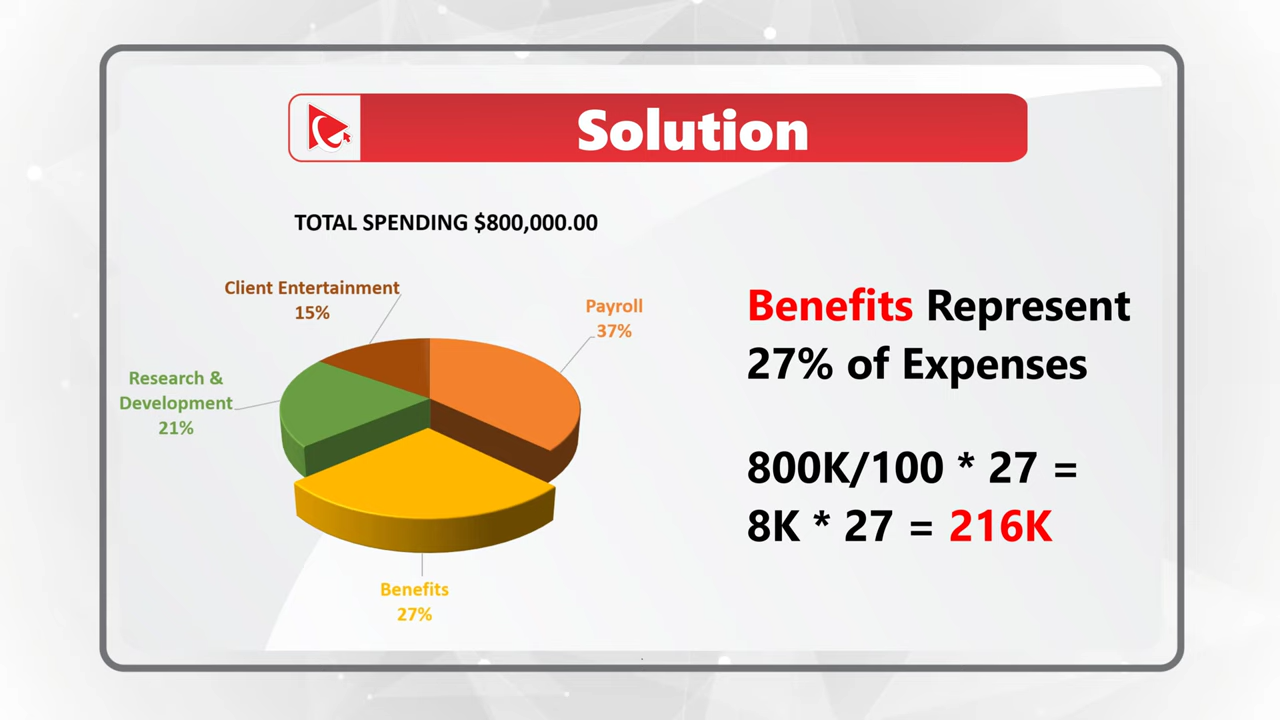 Solution
TOTAL SPENDING $800,000.00
Client Entertainment
15%
Payroll
37%
Research &
Development
21%
Benefits
27%
Benefits Represent
27% of Expenses
800K/100 * 27 =
8K * 27 = 216K